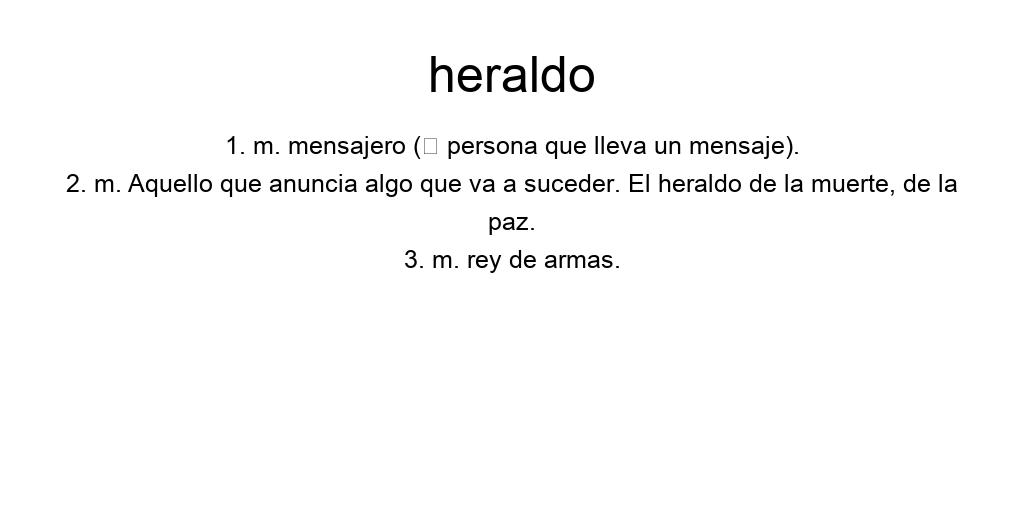 heraldo
1. m. mensajero (□ persona que lleva un mensaje).
2. m. Aquello que anuncia algo que va a suceder. El heraldo de la muerte, de la
paz.
3. m. rey de armas.